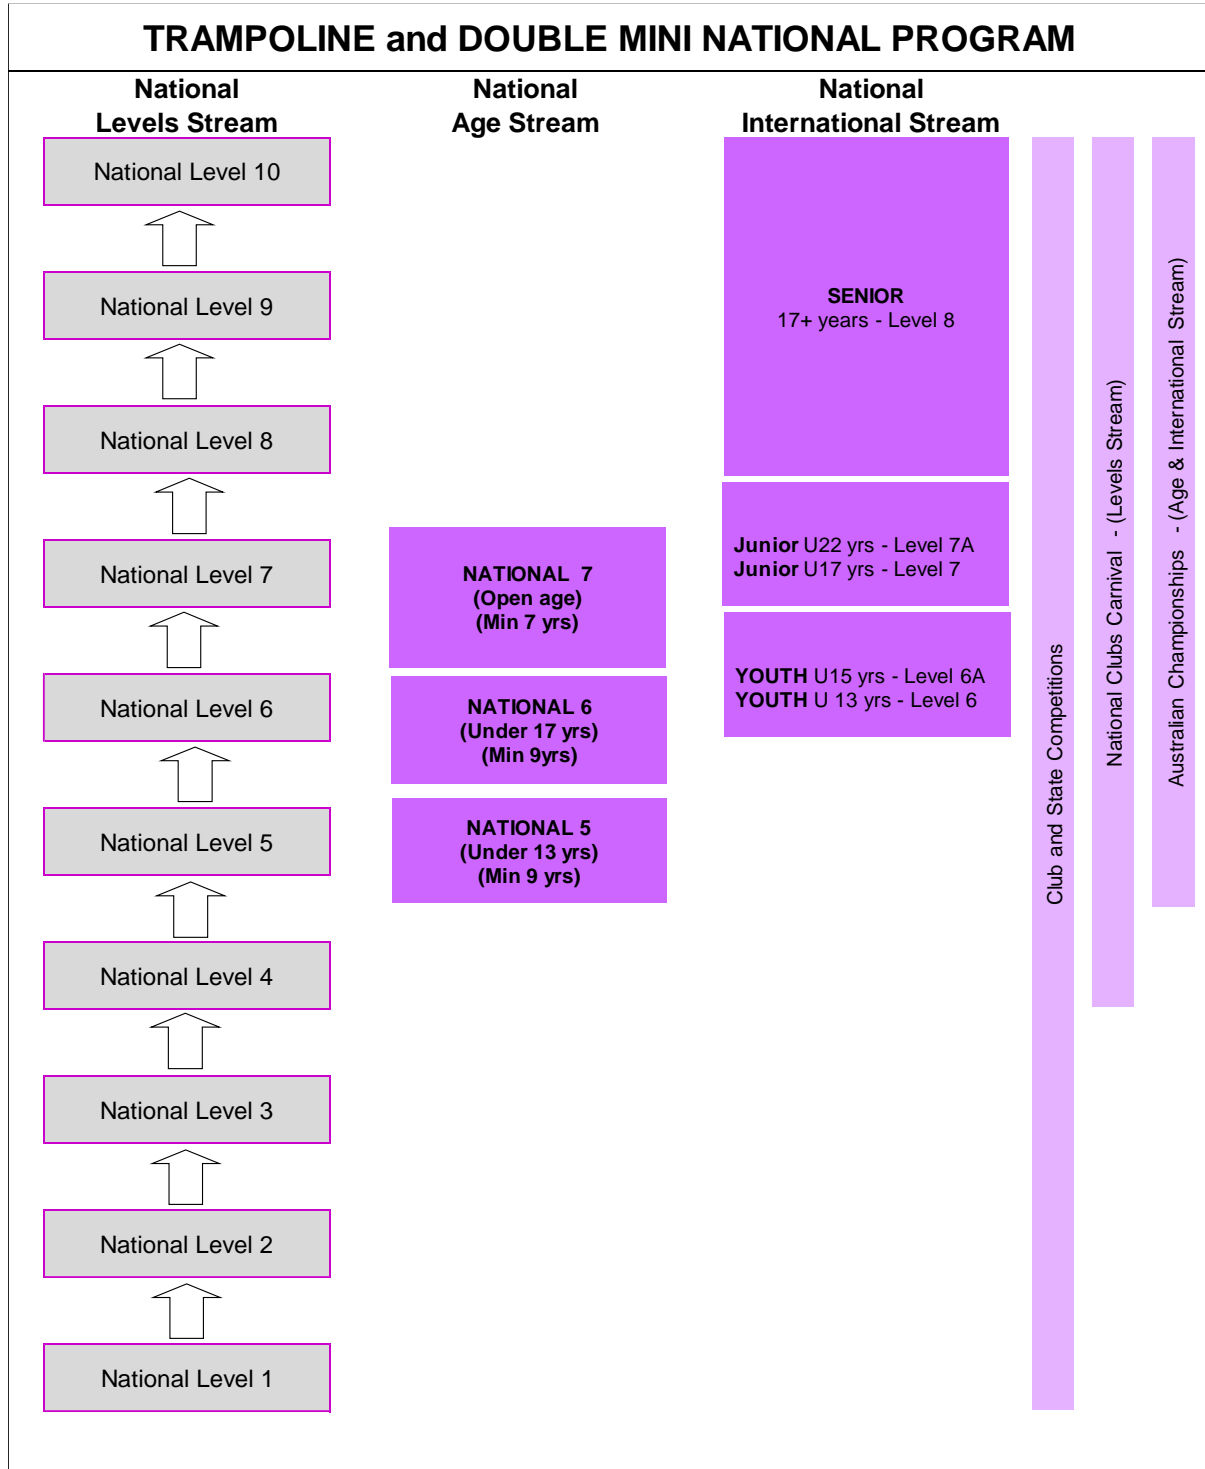 TRAMPOLINE and DOUBLE MINI NATIONAL PROGRAM
National
Levels Stream
National
Age Stream
National
International Stream
National Level 10
National Level 9
National Level 8
National Level 7
National Level 6
National Level 5
National Level 4
National Level 3
National Level 2
National Level 1
NATIONAL 7
(Open age)
(Min 7 yrs)
NATIONAL 6
(Under 17 yrs)
(Min 9yrs)
NATIONAL 5
(Under 13 yrs)
(Min 9 yrs)
SENIOR
17+ years - Level 8
Junior U22 yrs - Level 7A
Junior U17 yrs - Level 7
YOUTH U15 yrs - Level 6A
YOUTH U 13 yrs - Level 6
Club and State Competitions
National Clubs Carnival - (Levels Stream)
Australian Championships - (Age & International Stream)